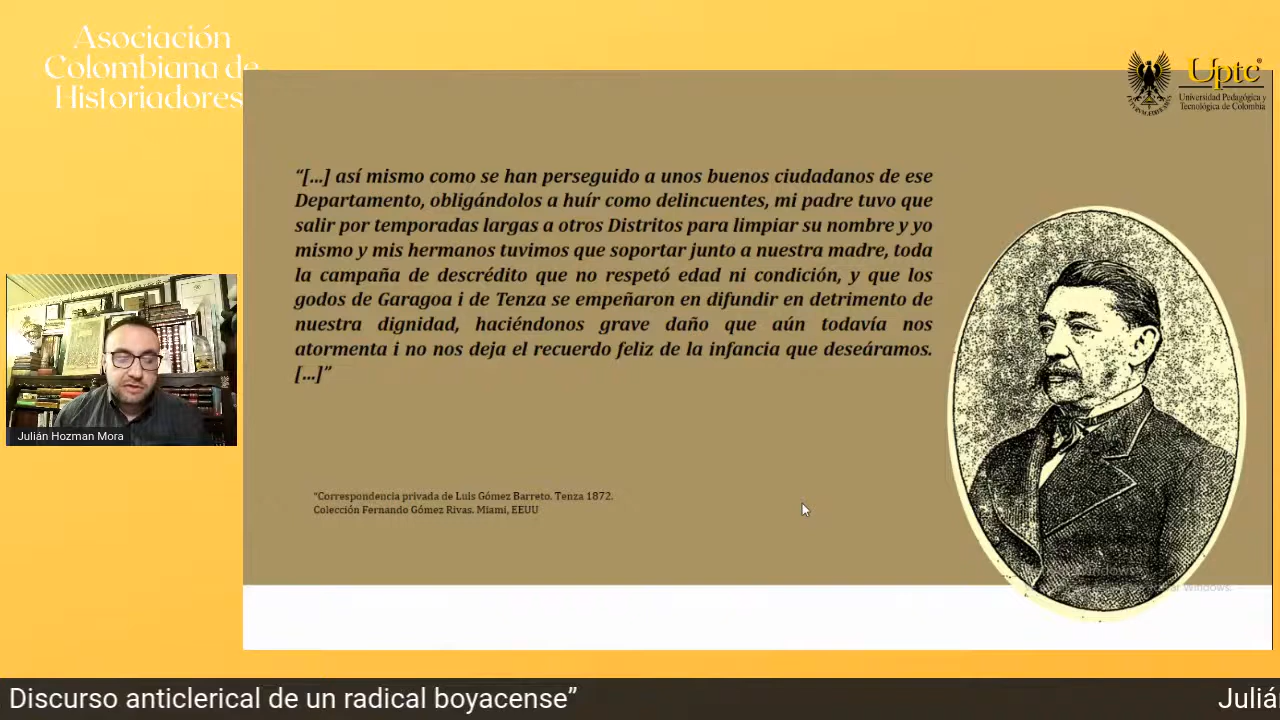 Asociación
Colombiana de
Historiadores
Uptc®
Universidad Pedagógica y
Tecnológica de Colombia
“[...] así mismo como se han perseguido a unos buenos ciudadanos de ese
Departamento, obligándolos a huír como delincuentes, mi padre tuvo que
salir por temporadas largas a otros Distritos para limpiar su nombre y yo
mismo y mis hermanos tuvimos que soportar junto a nuestra madre, toda
la campaña de descrédito que no respetó edad ni condición, y que los
godos de Garagoa i de Tenza se empeñaron en difundir en detrimento de
nuestra dignidad, haciéndonos grave daño que aún todavía nos
atormenta i no nos deja el recuerdo feliz de la infancia que deseáramos.
[...]”
Julián Hozman Mora
“Correspondencia privada de Luis Gómez Barreto. Tenza 1872.
Colección Fernando Gómez Rivas. Miami, EEUU
Windows.
Discurso anticlerical de un radical boyacense”
Juliá